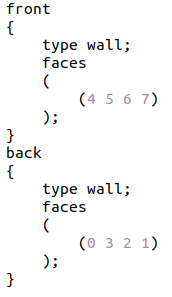 front
{
    type wall;
    faces
    (
        (4 5 6 7)
    );
}
back
{
    type wall;
    faces
    (
        (0 3 2 1)
    );
}